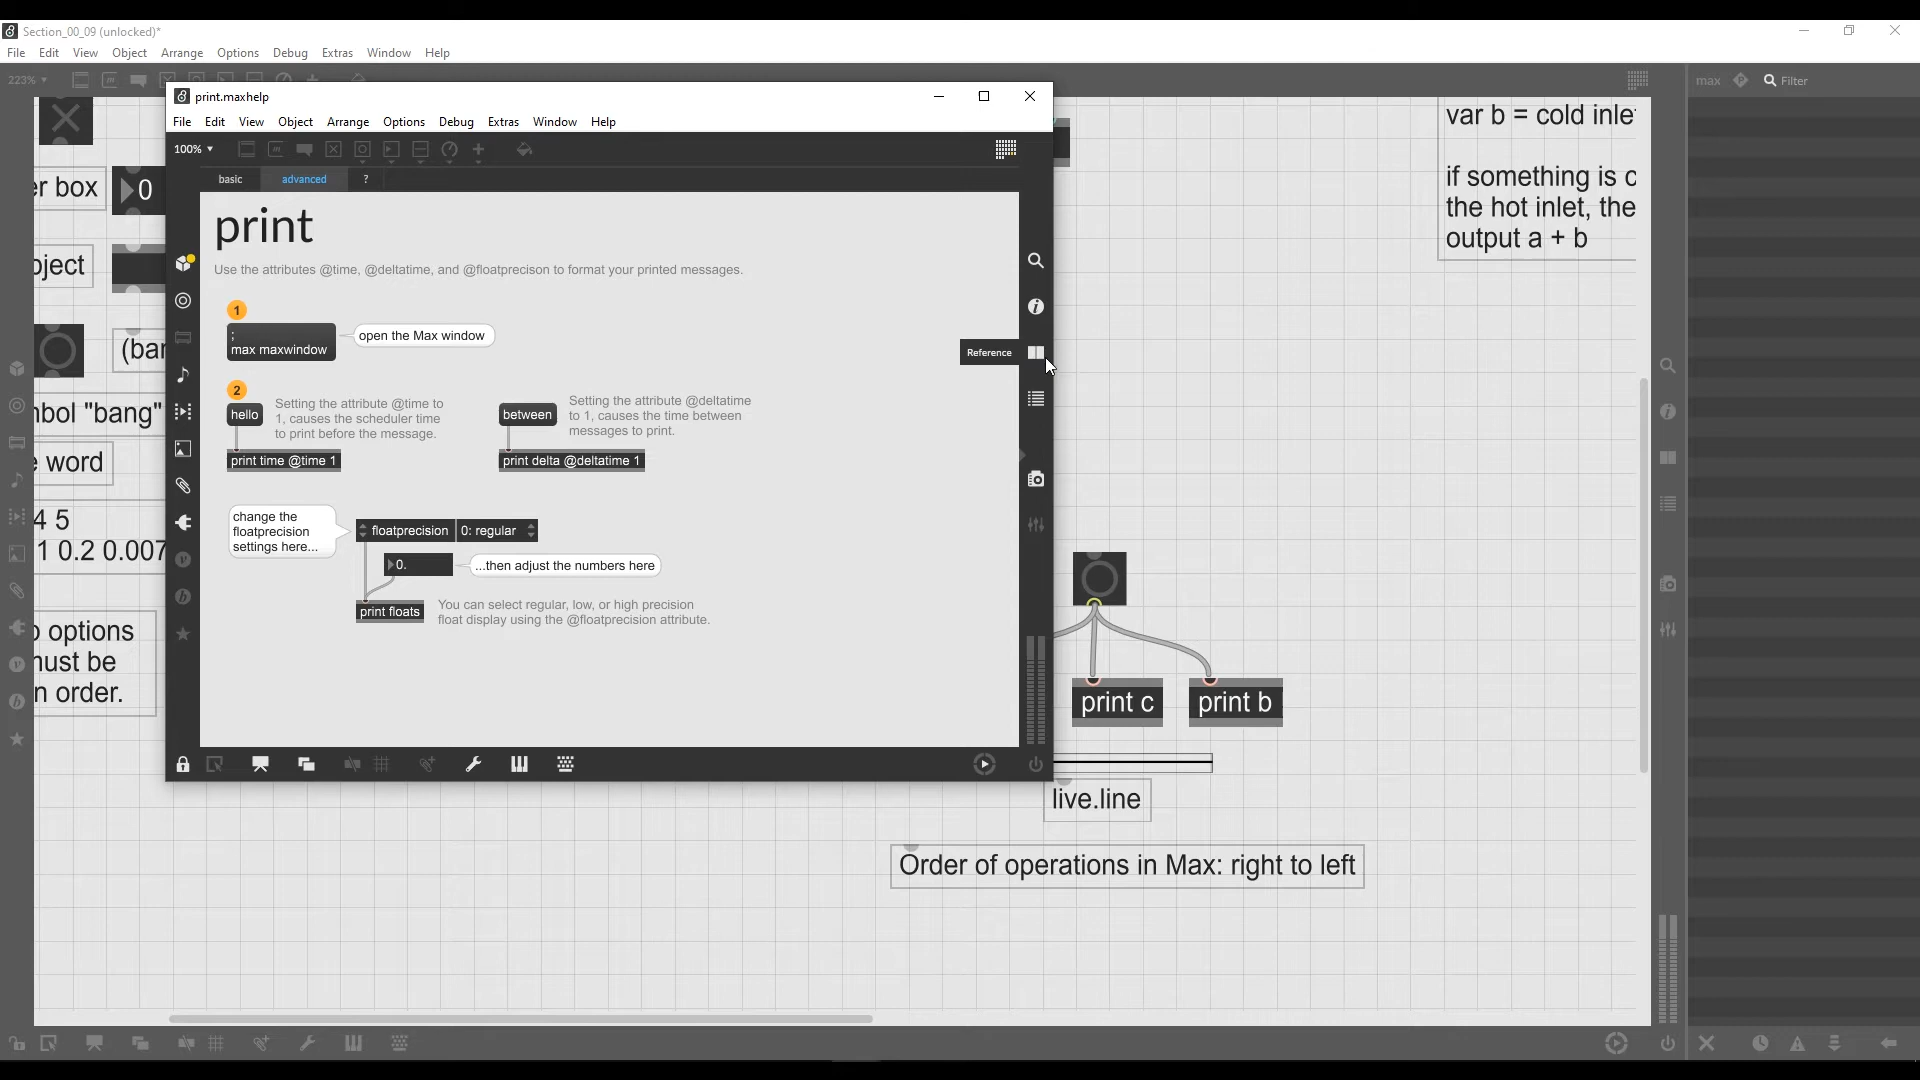 Section_00_09 (unlocked)*
File Edit View Object Arrange Options Debug Extras Window Help
223%
max
Filter
print.maxhelp
File Edit View Object Arrange Options Debug Extras Window Help
100%
basic advanced ?
print
Use the attributes @time, @deltatime, and @floatprecison to format your printed messages.
1
;
max maxwindow
open the Max window
Reference
2
hello
Setting the attribute @time to
1, causes the scheduler time
to print before the message.
print time @time 1
between
Setting the attribute @deltatime
to 1, causes the time between
messages to print.
print delta @deltatime 1
change the
floatprecision
settings here...
floatprecision 0: regular
0.
...then adjust the numbers here
print floats
You can select regular, low, or high precision
float display using the @floatprecision attribute.
er box
0
oject
(bar
nbol "bang"
e word
4 5
1 0.2 0.007
o options
nust be
n order.
var b = cold inlet
if something is c
the hot inlet, the
output a + b
print c
print b
live.line
Order of operations in Max: right to left